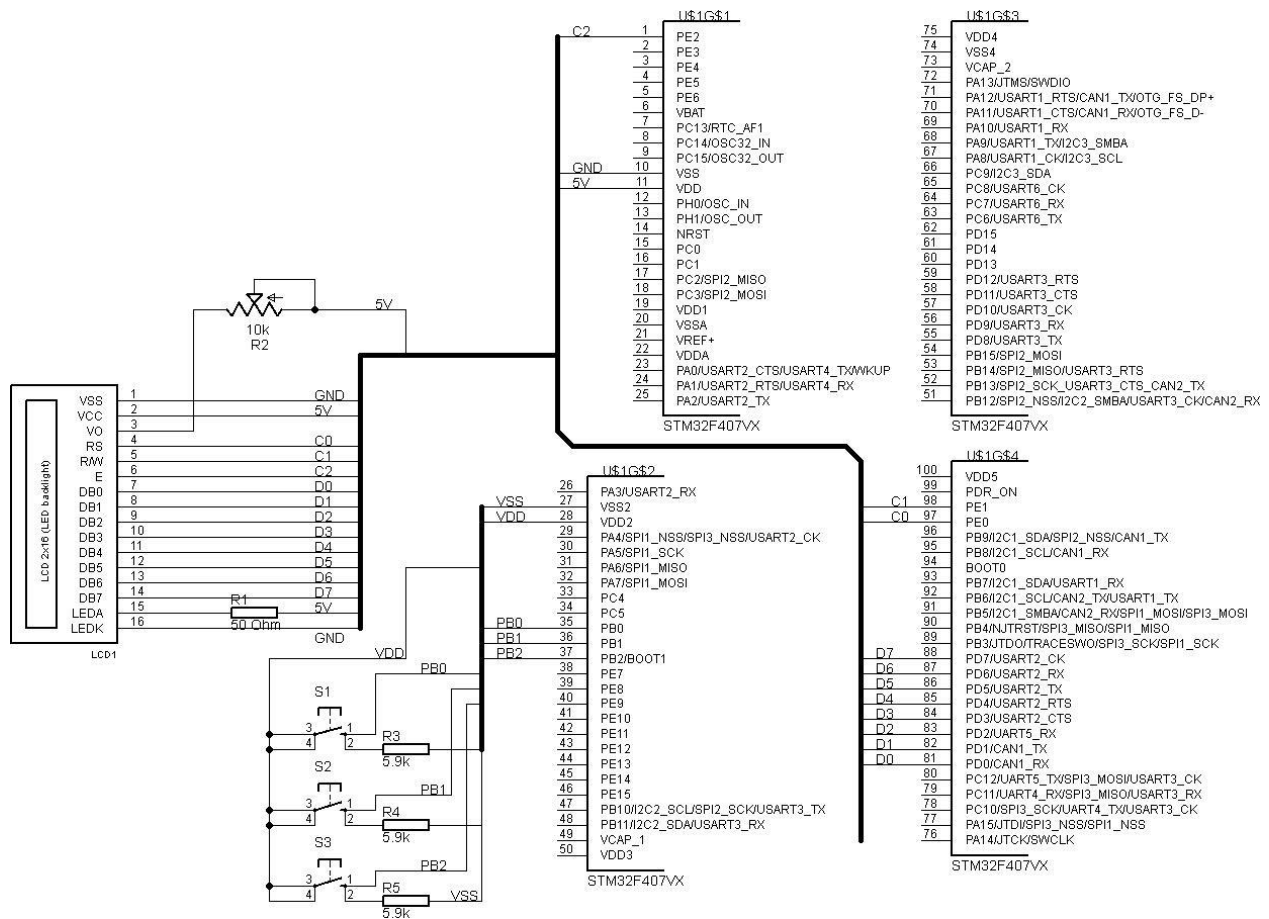 U$1G$1
C2 1 PE2
2 PE3
3 PE4
4 PE5
5 PE6
6 VBAT
7 PC13/RTC_AF1
8 PC14/OSC32_IN
9 PC15/OSC32_OUT
GND 10 VSS
5V 11 VDD
12 PH0/OSC_IN
13 PH1/OSC_OUT
14 NRST
15 PC0
16 PC1
17 PC2/SPI2_MISO
18 PC3/SPI2_MOSI
19 VDD1
20 VSSA
21 VREF+
22 VDDA
23 PA0/USART2_CTS/USART4_TX/WKUP
24 PA1/USART2_RTS/USART4_RX
25 PA2/USART2_TX
STM32F407VX
U$1G$3
75 VDD4
74 VSS4
73 VCAP_2
72 PA13/JTMS/SWDIO
71 PA12/USART1_RTS/CAN1_TX/OTG_FS_DP+
70 PA11/USART1_CTS/CAN1_RX/OTG_FS_D-
69 PA10/USART1_RX
68 PA9/USART1_TX/I2C3_SMBA
67 PA8/USART1_CK/I2C3_SCL
66 PC9/I2C3_SDA
65 PC8/USART6_CK
64 PC7/USART6_RX
63 PC6/USART6_TX
62 PD15
61 PD14
60 PD13
59 PD12/USART3_RTS
58 PD11/USART3_CTS
57 PD10/USART3_CK
56 PD9/USART3_RX
55 PD8/USART3_TX
54 PB15/SPI2_MOSI
53 PB14/SPI2_MISO/USART3_RTS
52 PB13/SPI2_SCK_USART3_CTS_CAN2_TX
51 PB12/SPI2_NSS/I2C2_SMBA/USART3_CK/CAN2_RX
STM32F407VX
5V
10k
R2
LCD 2x16 (LED backlight)
VSS 1 GND
VCC 2 5V
VO 3
RS 4 C0
R/W 5 C1
E 6 C2
DB0 7 D0
DB1 8 D1
DB2 9 D2
DB3 10 D3
DB4 11 D4
DB5 12 D5
DB6 13 D6
DB7 14 D7
LEDA 15 R1 5V
50 Ohm
LEDK 16 GND
LCD1
U$1G$2
26 PA3/USART2_RX
VSS 27 VSS2
VDD 28 VDD2
29 PA4/SPI1_NSS/SPI3_NSS/USART2_CK
30 PA5/SPI1_SCK
31 PA6/SPI1_MISO
32 PA7/SPI1_MOSI
33 PC4
34 PC5
PB0 35 PB0
PB1 36 PB1
PB2 37 PB2/BOOT1
38 PE7
39 PE8
40 PE9
41 PE10
42 PE11
43 PE12
44 PE13
45 PE14
46 PE15
47 PB10/I2C2_SCL/SPI2_SCK/USART3_TX
48 PB11/I2C2_SDA/USART3_RX
49 VCAP_1
50 VDD3
STM32F407VX
U$1G$4
100 VDD5
99 PDR_ON
C1 98 PE1
C0 97 PE0
96 PB9/I2C1_SDA/SPI2_NSS/CAN1_TX
95 PB8/I2C1_SCL/CAN1_RX
94 BOOT0
93 PB7/I2C1_SDA/USART1_RX
92 PB6/I2C1_SCL/CAN2_TX/USART1_TX
91 PB5/I2C1_SMBA/CAN2_RX/SPI1_MOSI/SPI3_MOSI
90 PB4/NJTRST/SPI3_MISO/SPI1_MISO
89 PB3/JTDO/TRACESWO/SPI3_SCK/SPI1_SCK
D7 88 PD7/USART2_CK
D6 87 PD6/USART2_RX
D5 86 PD5/USART2_TX
D4 85 PD4/USART2_RTS
D3 84 PD3/USART2_CTS
D2 83 PD2/UART5_RX
D1 82 PD1/CAN1_TX
D0 81 PD0/CAN1_RX
80 PC12/UART5_TX/SPI3_MOSI/USART3_CK
79 PC11/UART4_RX/SPI3_MISO/USART3_RX
78 PC10/SPI3_SCK/UART4_TX/USART3_CK
77 PA15/JTDI/SPI3_NSS/SPI1_NSS
76 PA14/JTCK/SWCLK
STM32F407VX
VDD
PB0
S1
3 1
4 2 R3
5.9k
S2
PB1
3 1
4 2 R4
5.9k
S3
PB2
3 1
4 2 R5 VSS
5.9k